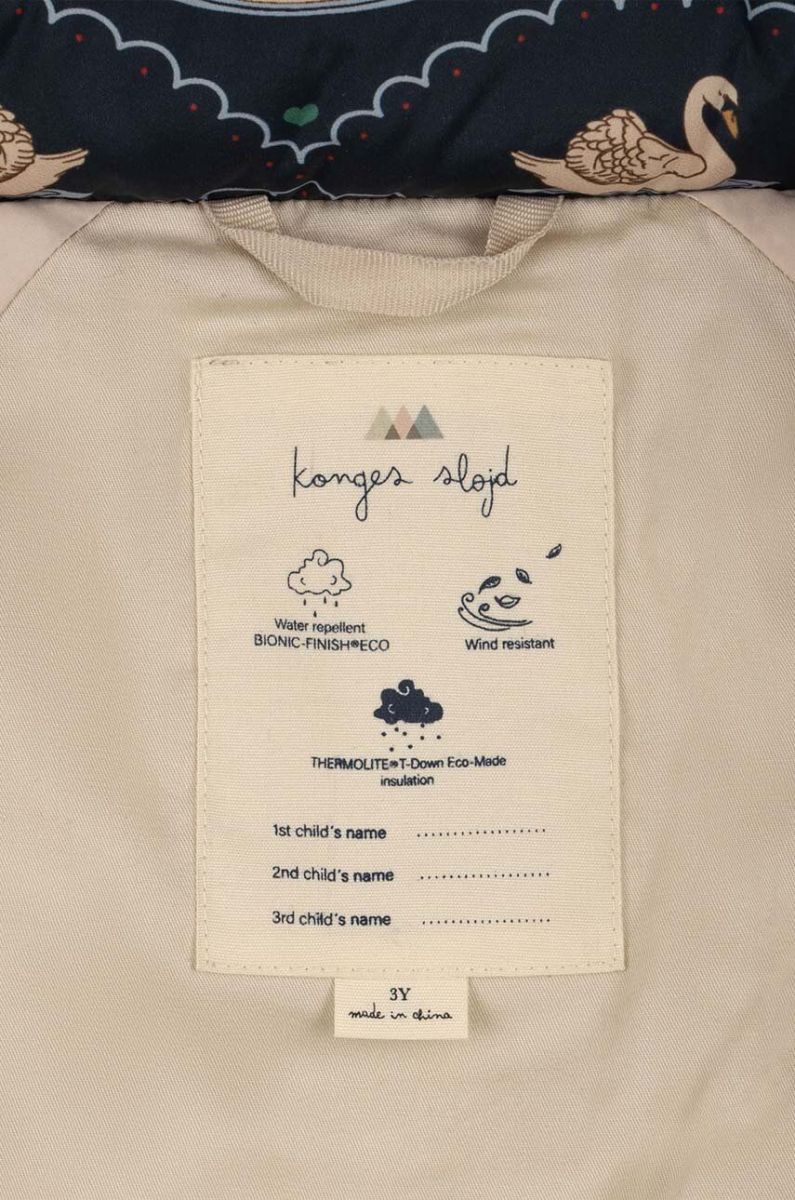 konges slojd
Water repellent
BIONIC-FINISH®ECO
Wind resistant
THERMOLITE® T-Down Eco-Made
insulation
1st child's name ..................
2nd child's name ..................
3rd child's name ..................
3Y
made in china